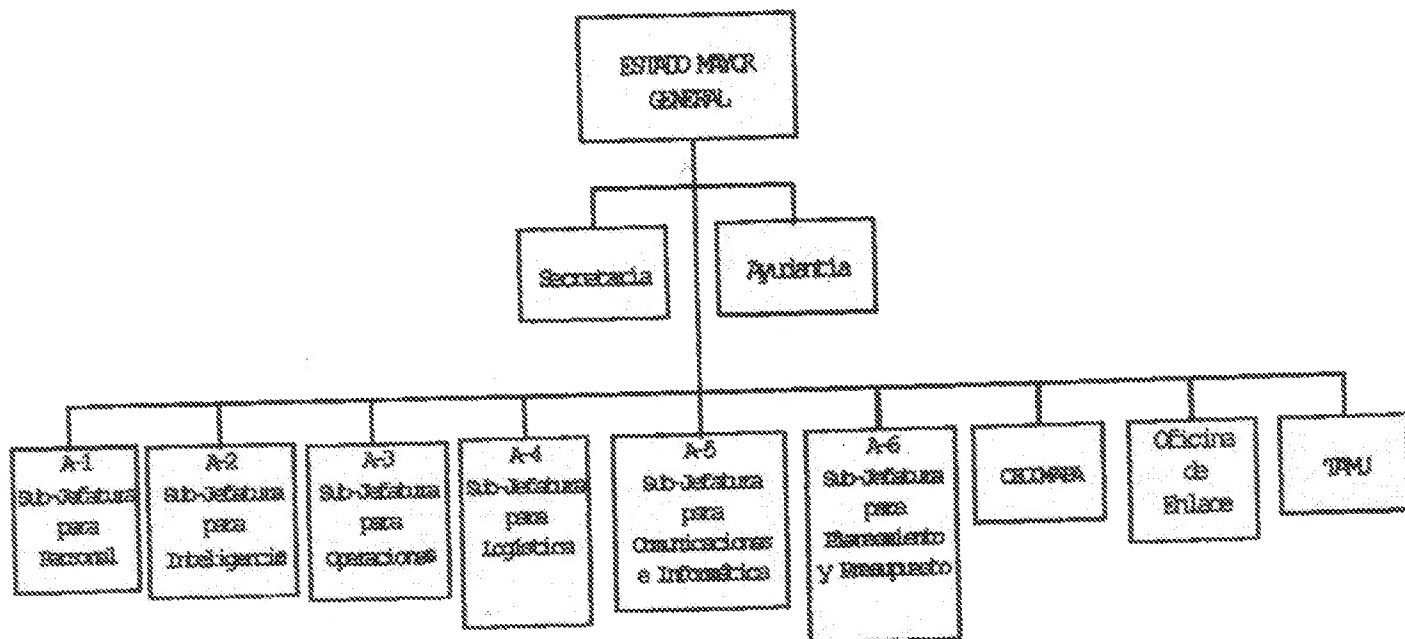 ESTADO MAYOR
GENERAL
Secretaria
Ayudantia
A-1
Sub-Jefatura
para
Personal
A-2
Sub-Jefatura
para
Inteligencia
A-3
Sub-Jefatura
para
Operaciones
A-4
Sub-Jefatura
para
Logística
A-5
Sub-Jefatura
para
Comunicaciones
e Informática
A-6
Sub-Jefatura
para
Planeamiento
y Presupuesto
Oficina
de
Enlace